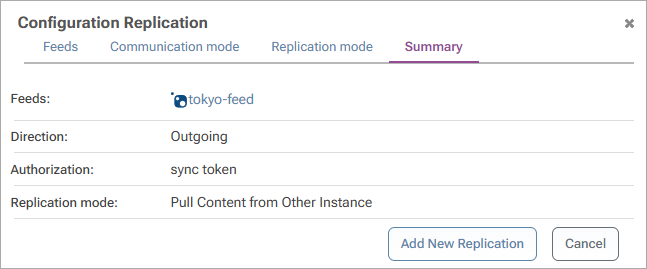 Configuration Replication ×
Feeds Communication mode Replication mode Summary
Feeds: tokyo-feed
Direction: Outgoing
Authorization: sync token
Replication mode: Pull Content from Other Instance
Add New Replication Cancel